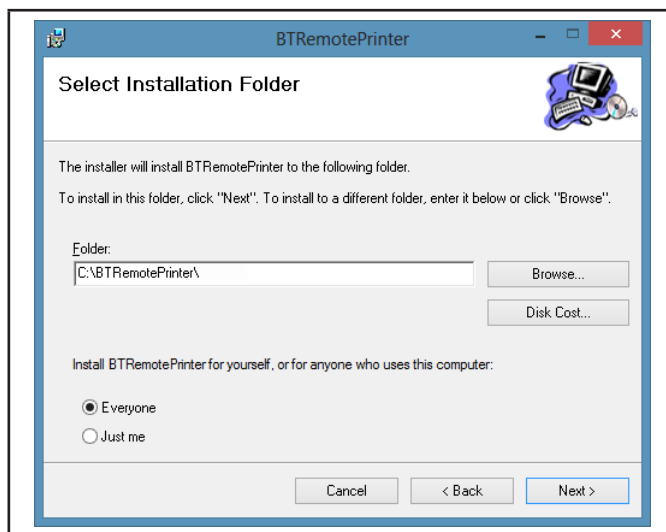 BTRemotePrinter
Select Installation Folder
The installer will install BTRemotePrinter to the following folder.
To install in this folder, click "Next". To install to a different folder, enter it below or click "Browse".
Folder:
C:\BTRemotePrinter\
Browse...
Disk Cost...
Install BTRemotePrinter for yourself, or for anyone who uses this computer:
Everyone
Just me
Cancel
< Back
Next >